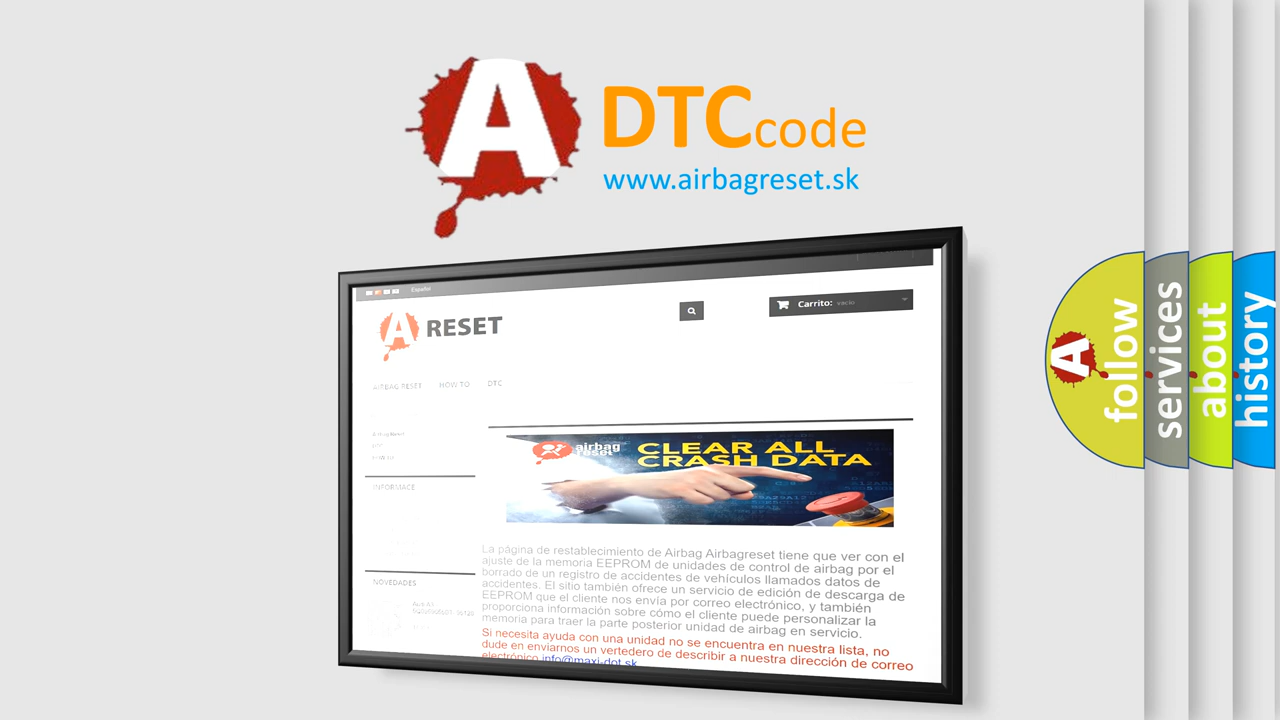 A
DTC code
www.airbagreset.sk
Español
A RESET
Carrito: vacío
AIRBAG RESET HOW TO DTC
Airbag Reset
DTC
HOW TO
INFORMACE
NOVEDADES
CLEAR ALL
CRASH DATA
airbag
reset
La página de restablecimiento de Airbag Airbagreset tiene que ver con el
ajuste de la memoria EEPROM de unidades de control de airbag por el
borrado de un registro de accidentes de vehículos llamados datos de
accidentes. El sitio también ofrece un servicio de edición de descarga de
EEPROM que el cliente nos envía por correo electrónico, y también
proporciona información sobre cómo el cliente puede personalizar la
memoria para traer la parte posterior unidad de airbag en servicio.
Si necesita ayuda con una unidad no se encuentra en nuestra lista, no
dude en enviarnos un vertedero de describir a nuestra dirección de correo
electrónico info@maxi-dot.sk
A
follow
services
about
history